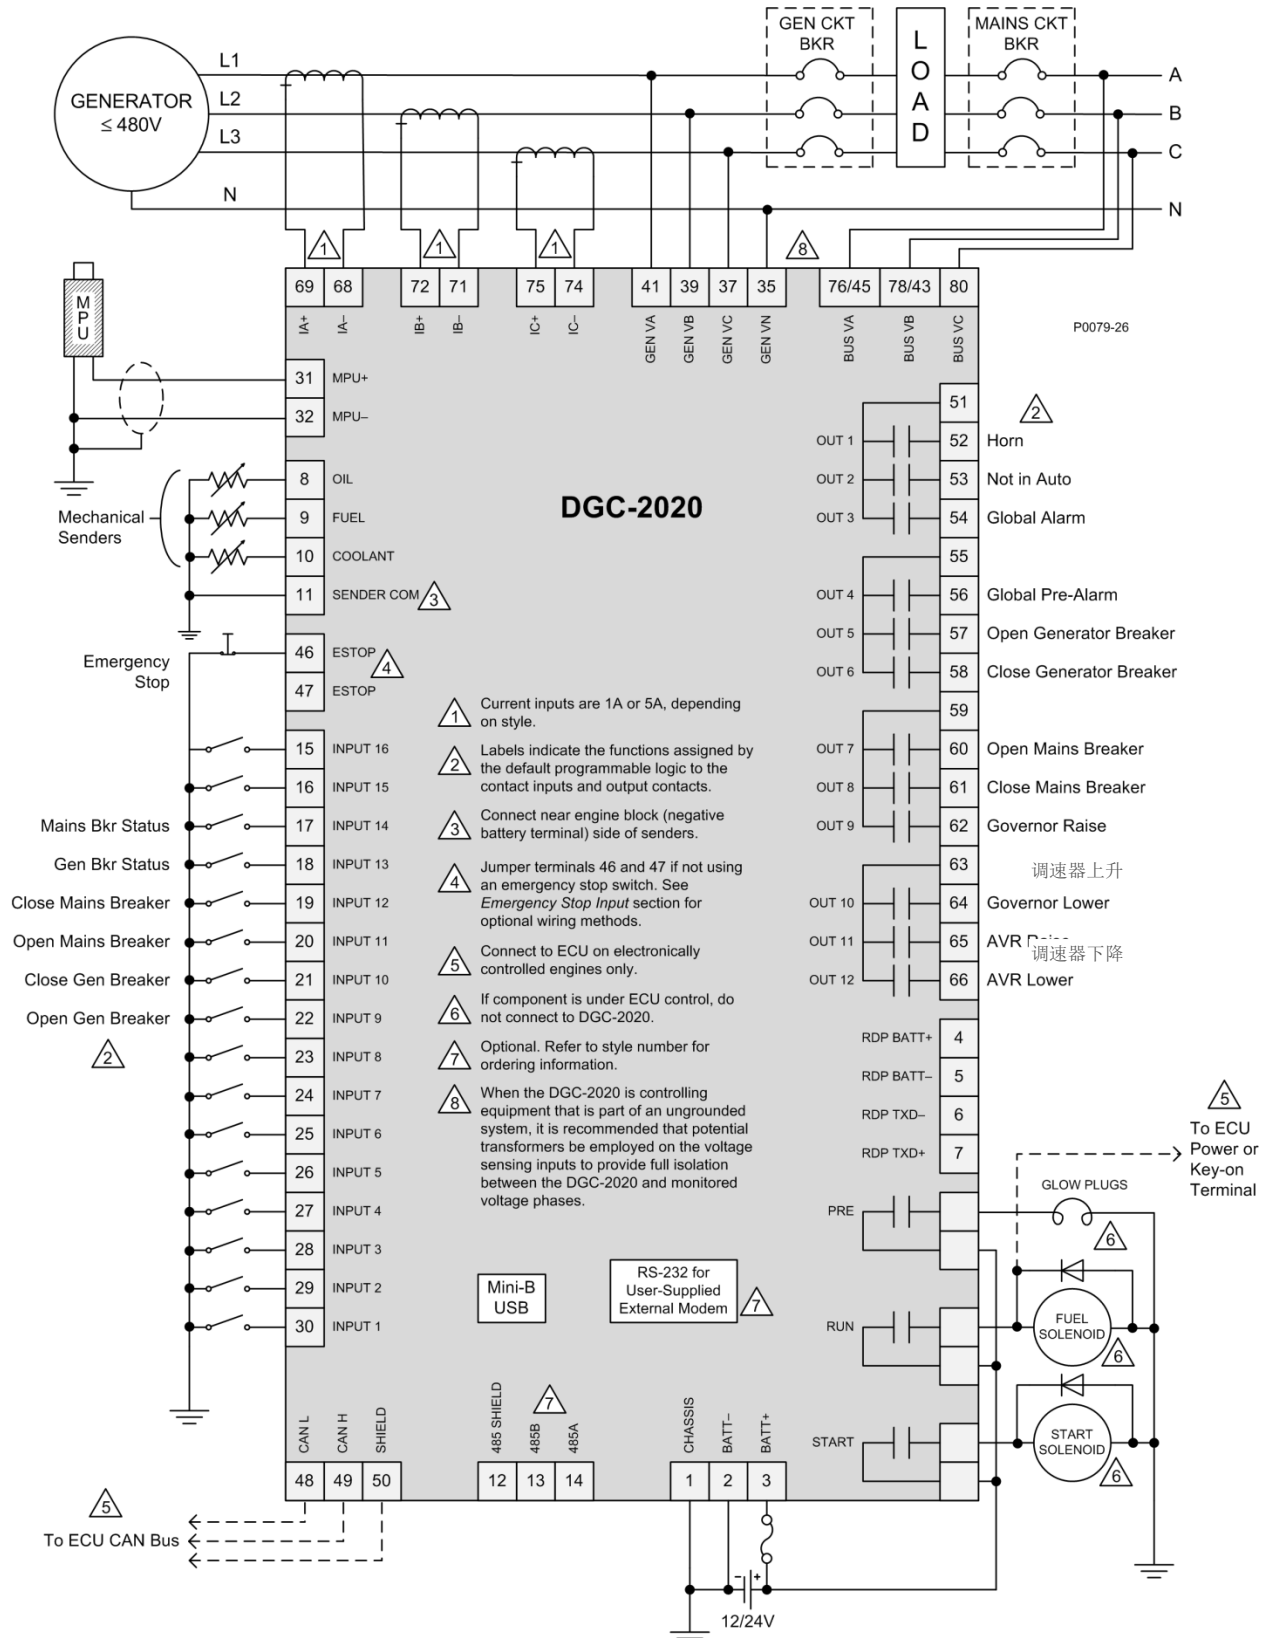 GEN CKT
BKR
LOAD
MAINS CKT
BKR
GENERATOR
≤ 480V
L1
L2
L3
N
A
B
C
N
1
1
1
8
MPU
69
68
72
71
75
74
41
39
37
35
76/45
78/43
80
IA+
IA–
IB+
IB–
IC+
IC–
GEN VA
GEN VB
GEN VC
GEN VN
BUS VA
BUS VB
BUS VC
P0079-26
31 MPU+
32 MPU–
Mechanical
Senders
8 OIL
9 FUEL
10 COOLANT
11 SENDER COM
3
DGC-2020
Emergency
Stop
46 ESTOP
47 ESTOP
4
15 INPUT 16
16 INPUT 15
Mains Bkr Status 17 INPUT 14
Gen Bkr Status 18 INPUT 13
Close Mains Breaker 19 INPUT 12
Open Mains Breaker 20 INPUT 11
Close Gen Breaker 21 INPUT 10
Open Gen Breaker 22 INPUT 9
2
23 INPUT 8
24 INPUT 7
25 INPUT 6
26 INPUT 5
27 INPUT 4
28 INPUT 3
29 INPUT 2
30 INPUT 1
1 Current inputs are 1A or 5A, depending
on style.
2 Labels indicate the functions assigned by
the default programmable logic to the
contact inputs and output contacts.
3 Connect near engine block (negative
battery terminal) side of senders.
4 Jumper terminals 46 and 47 if not using
an emergency stop switch. See
Emergency Stop Input section for
optional wiring methods.
5 Connect to ECU on electronically
controlled engines only.
6 If component is under ECU control, do
not connect to DGC-2020.
7 Optional. Refer to style number for
ordering information.
8 When the DGC-2020 is controlling
equipment that is part of an ungrounded
system, it is recommended that potential
transformers be employed on the voltage
sensing inputs to provide full isolation
between the DGC-2020 and monitored
voltage phases.
51
2
OUT 1 52 Horn
OUT 2 53 Not in Auto
OUT 3 54 Global Alarm
55
OUT 4 56 Global Pre-Alarm
OUT 5 57 Open Generator Breaker
OUT 6 58 Close Generator Breaker
59
OUT 7 60 Open Mains Breaker
OUT 8 61 Close Mains Breaker
OUT 9 62 Governor Raise
63
调速器上升
OUT 10 64 Governor Lower
OUT 11 65 AVR
调速器下降
OUT 12 66 AVR Lower
RDP BATT+ 4
RDP BATT– 5
RDP TXD– 6
RDP TXD+ 7
5
To ECU
Power or
Key-on
Terminal
PRE
GLOW PLUGS
6
RUN
FUEL
SOLENOID
6
START
START
SOLENOID
6
Mini-B
USB
RS-232 for
User-Supplied
External Modem
7
CAN L
CAN H
SHIELD
485 SHIELD
485B
485A
7
CHASSIS
BATT–
BATT+
48
49
50
12
13
14
1
2
3
5
To ECU CAN Bus
- +
12/24V